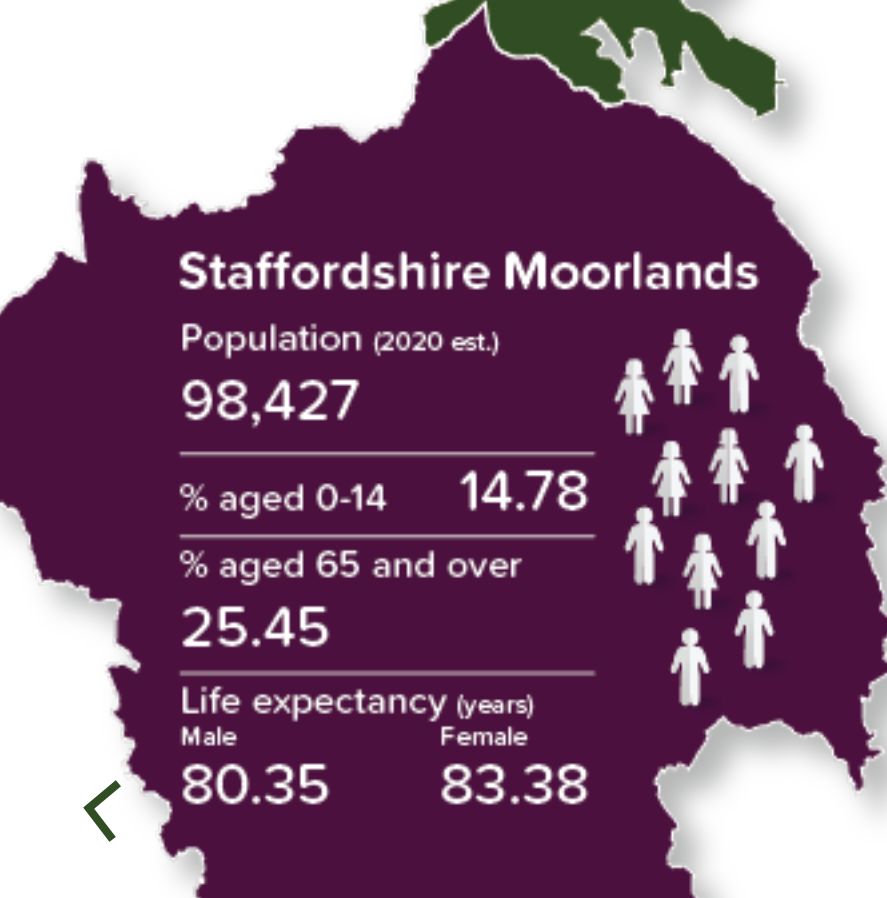 Staffordshire Moorlands
Population (2020 est.)
98,427
% aged 0-14 14.78
% aged 65 and over
25.45
Life expectancy (years)
Male Female
80.35 83.38